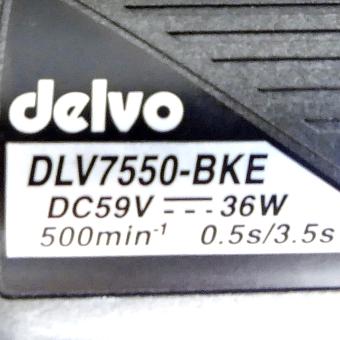 delvo
DLV7550-BKE
DC59V ⎓ 36W
500min⁻¹ 0.5s/3.5s